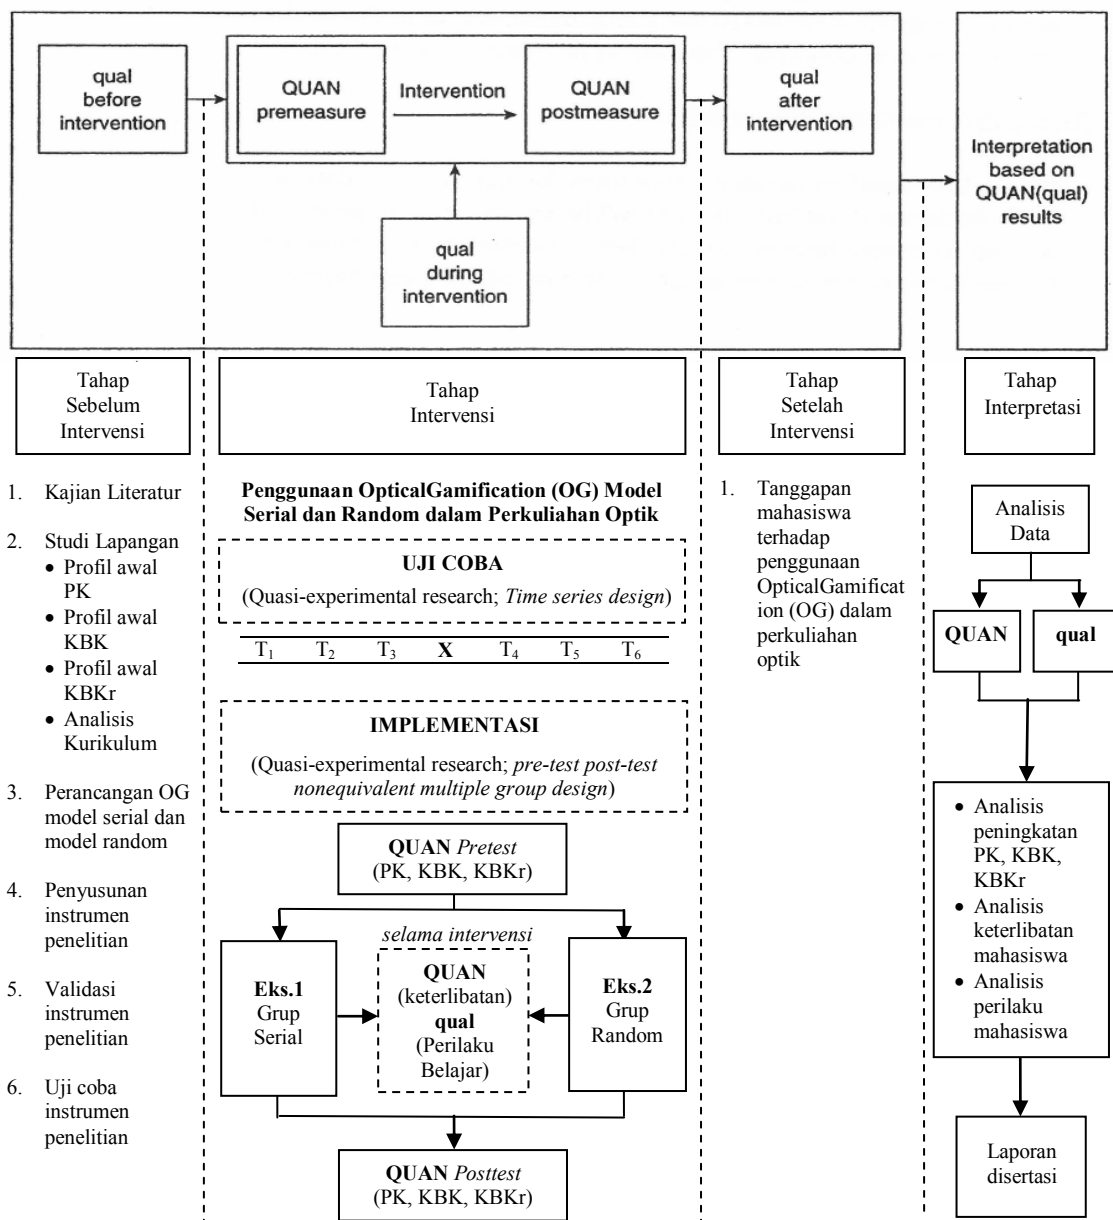 qual
before
intervention
QUAN
premeasure
Intervention
QUAN
postmeasure
qual
after
intervention
qual
during
intervention
Interpretation
based on
QUAN(qual)
results
Tahap
Sebelum
Intervensi
Tahap
Intervensi
Tahap
Setelah
Intervensi
Tahap
Interpretasi
1. Kajian Literatur
2. Studi Lapangan
• Profil awal
PK
• Profil awal
KBK
• Profil awal
KBKr
• Analisis
Kurikulum
3. Perancangan OG
model serial dan
model random
4. Penyusunan
instrumen
penelitian
5. Validasi
instrumen
penelitian
6. Uji coba
instrumen
penelitian
Penggunaan OpticalGamification (OG) Model
Serial dan Random dalam Perkuliahan Optik
UJI COBA
(Quasi-experimental research; Time series design)
T1 T2 T3 X T4 T5 T6
IMPLEMENTASI
(Quasi-experimental research; pre-test post-test
nonequivalent multiple group design)
QUAN Pretest
(PK, KBK, KBKr)
selama intervensi
Eks.1
Grup
Serial
QUAN
(keterlibatan)
qual
(Perilaku
Belajar)
Eks.2
Grup
Random
QUAN Posttest
(PK, KBK, KBKr)
1. Tanggapan
mahasiswa
terhadap
penggunaan
OpticalGamificat
ion (OG) dalam
perkuliahan
optik
Analisis
Data
QUAN
qual
• Analisis
peningkatan
PK, KBK,
KBKr
• Analisis
keterlibatan
mahasiswa
• Analisis
perilaku
mahasiswa
Laporan
disertasi